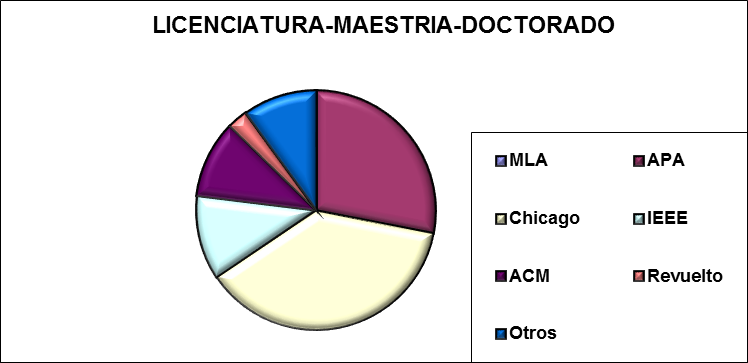 LICENCIATURA-MAESTRIA-DOCTORADO
MLA APA
Chicago IEEE
ACM Revuelto
Otros